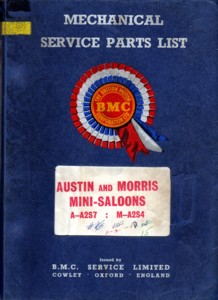 MECHANICAL
SERVICE PARTS LIST
BMC
AUSTIN AND MORRIS
MINI-SALOONS
A-A2S7 : M-A2S4
Issued by
B.M.C. SERVICE LIMITED
COWLEY · OXFORD · ENGLAND